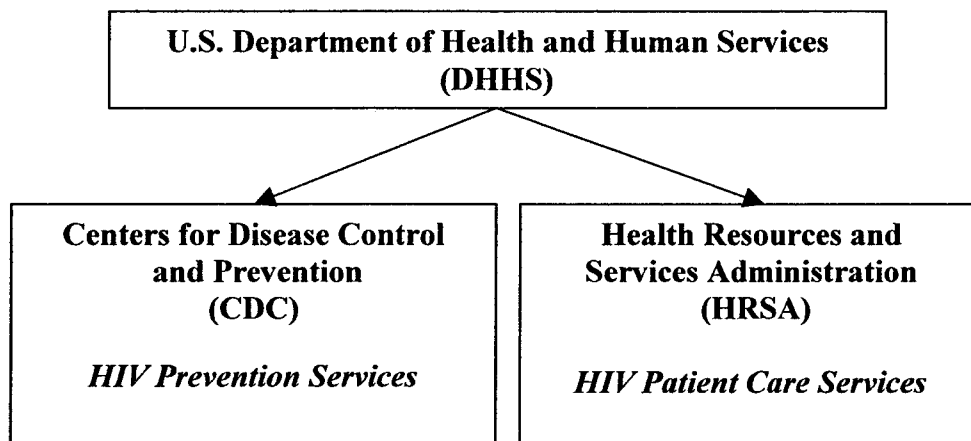 U.S. Department of Health and Human Services
(DHHS)
Centers for Disease Control
and Prevention
(CDC)
HIV Prevention Services
Health Resources and
Services Administration
(HRSA)
HIV Patient Care Services